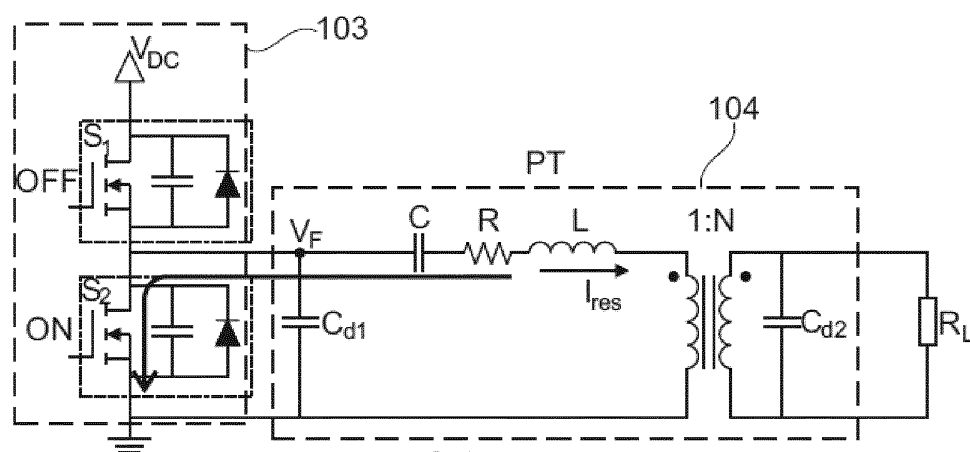 103
V_DC
S_1
OFF
104
PT
V_F
C
R
L
1:N
I_res
S_2
ON
C_d1
C_d2
R_L